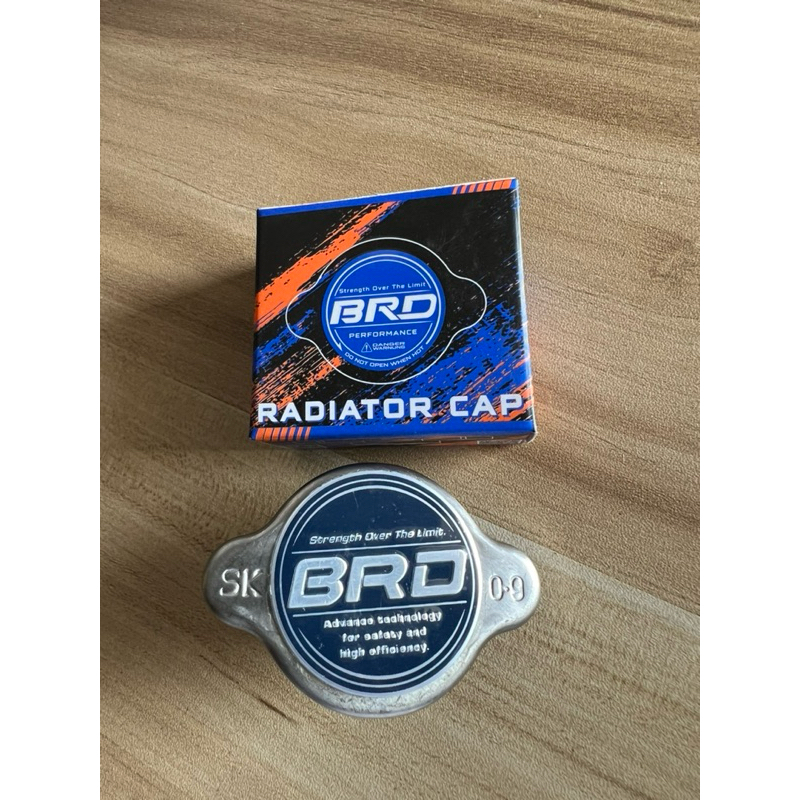 Strength Over The Limit
BRD
PERFORMANCE
DANGER
WARNING
DO NOT OPEN WHEN HOT
RADIATOR CAP
Strength Over The Limit.
SK BRD 0·9
Advance technology
for safety and
high efficiency.